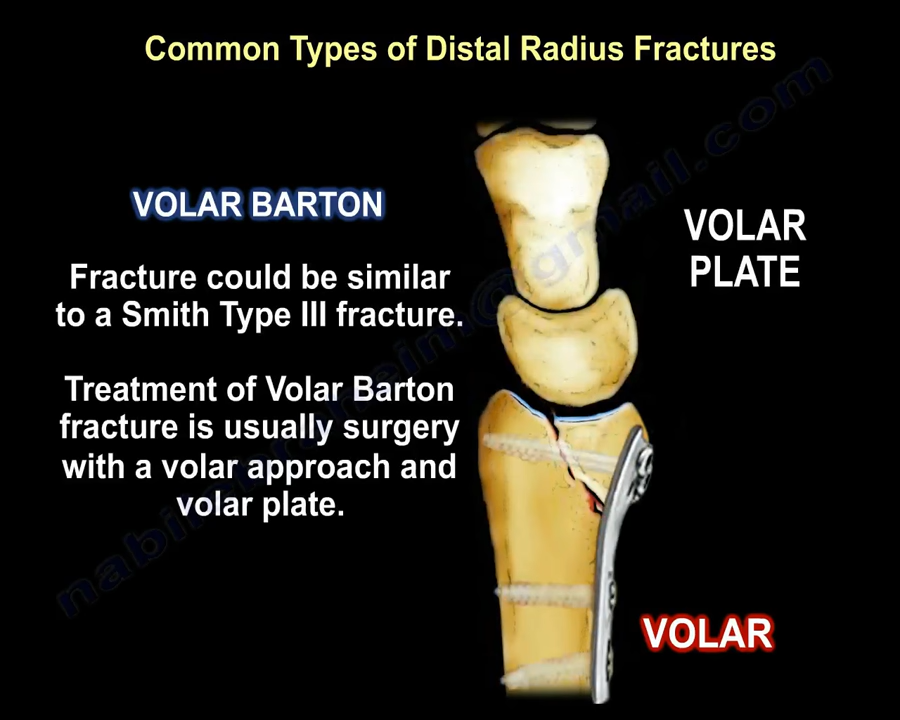 Common Types of Distal Radius Fractures
VOLAR BARTON
Fracture could be similar
to a Smith Type III fracture.
Treatment of Volar Barton
fracture is usually surgery
with a volar approach and
volar plate.
VOLAR
PLATE
VOLAR